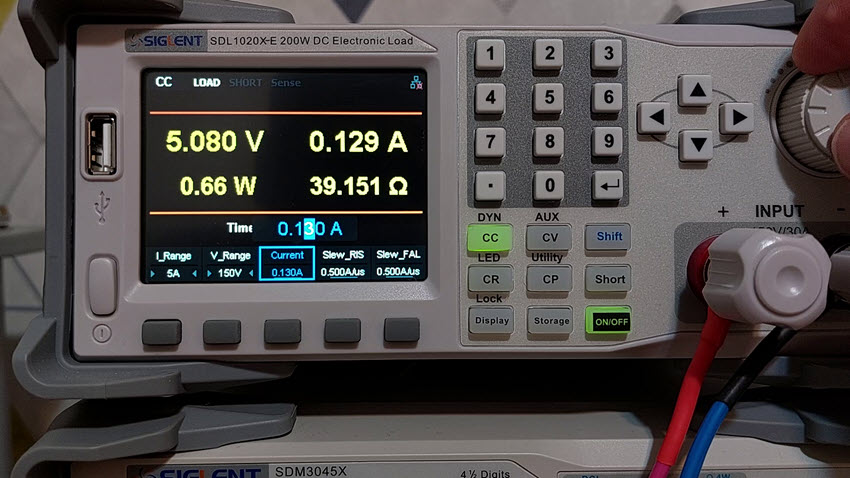 SIGLENT SDL1020X-E 200W DC Electronic Load
CC LOAD SHORT Sense
5.080 V 0.129 A
0.66 W 39.151 Ω
0.130 A
I_Range V_Range Current Slew_RIS Slew_FAL
5A 150V 0.130A 0.500A/us 0.500A/us
1 2 3
4 5 6
7 8 9
. 0
DYN AUX
CC CV Shift
LED Utility
CR CP Short
Lock
Display Storage ON/OFF
+ INPUT -
SIGLENT SDM3045X 4½ Digits